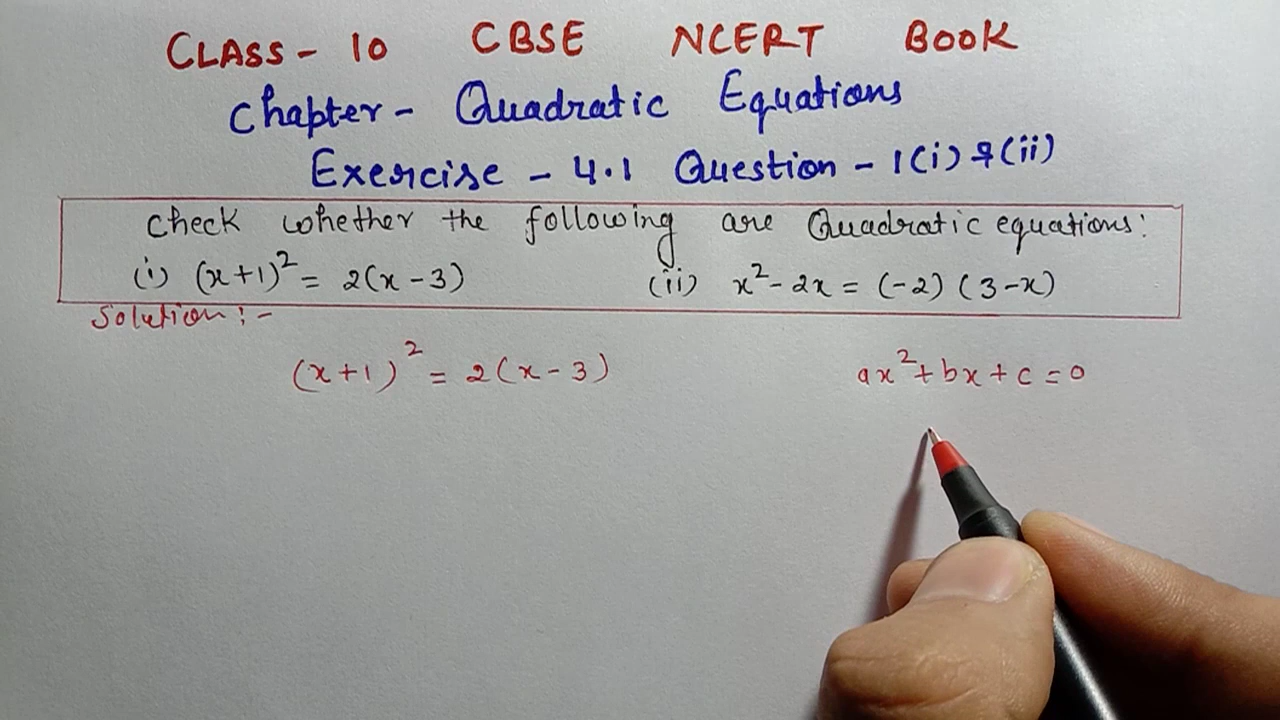 CLASS - 10 CBSE NCERT BOOK
Chapter - Quadratic Equations
Exercise - 4.1 Question - 1(i) & (ii)
Check whether the following are Quadratic equations:
(i) (x+1)² = 2(x-3) (ii) x² - 2x = (-2) (3-x)
Solution :-
(x+1)² = 2(x-3) ax² + bx + c = 0